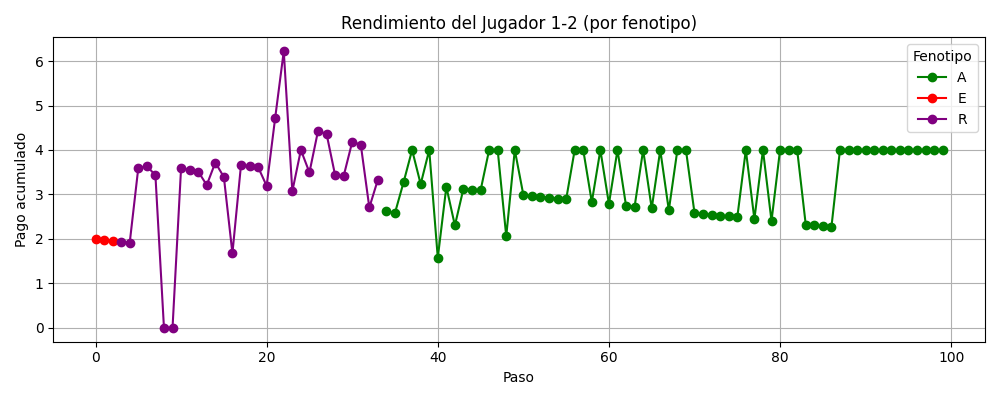 Rendimiento del Jugador 1-2 (por fenotipo)
Pago acumulado
6
5
4
3
2
1
0
0
20
40
60
80
100
Paso
Fenotipo
A
E
R